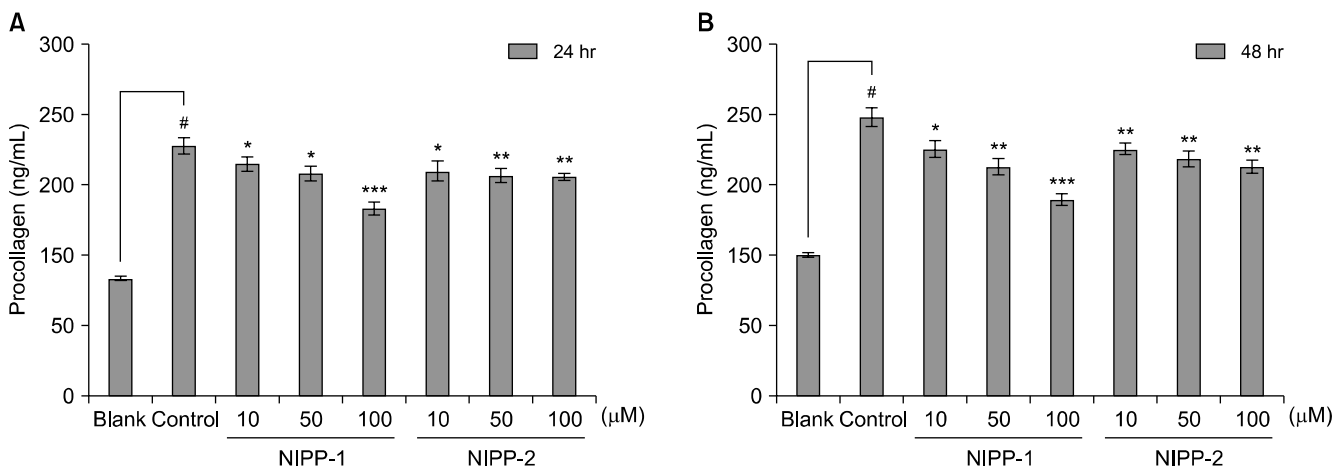 A
300
250
200
150
50
0
Procollagen (ng/mL)
24 hr
#
*
*
***
*
**
**
Blank Control 10 50 100 10 50 100 (μM)
NIPP-1 NIPP-2
B
300
250
200
150
50
0
Procollagen (ng/mL)
48 hr
#
*
**
***
**
**
**
Blank Control 10 50 100 10 50 100 (μM)
NIPP-1 NIPP-2